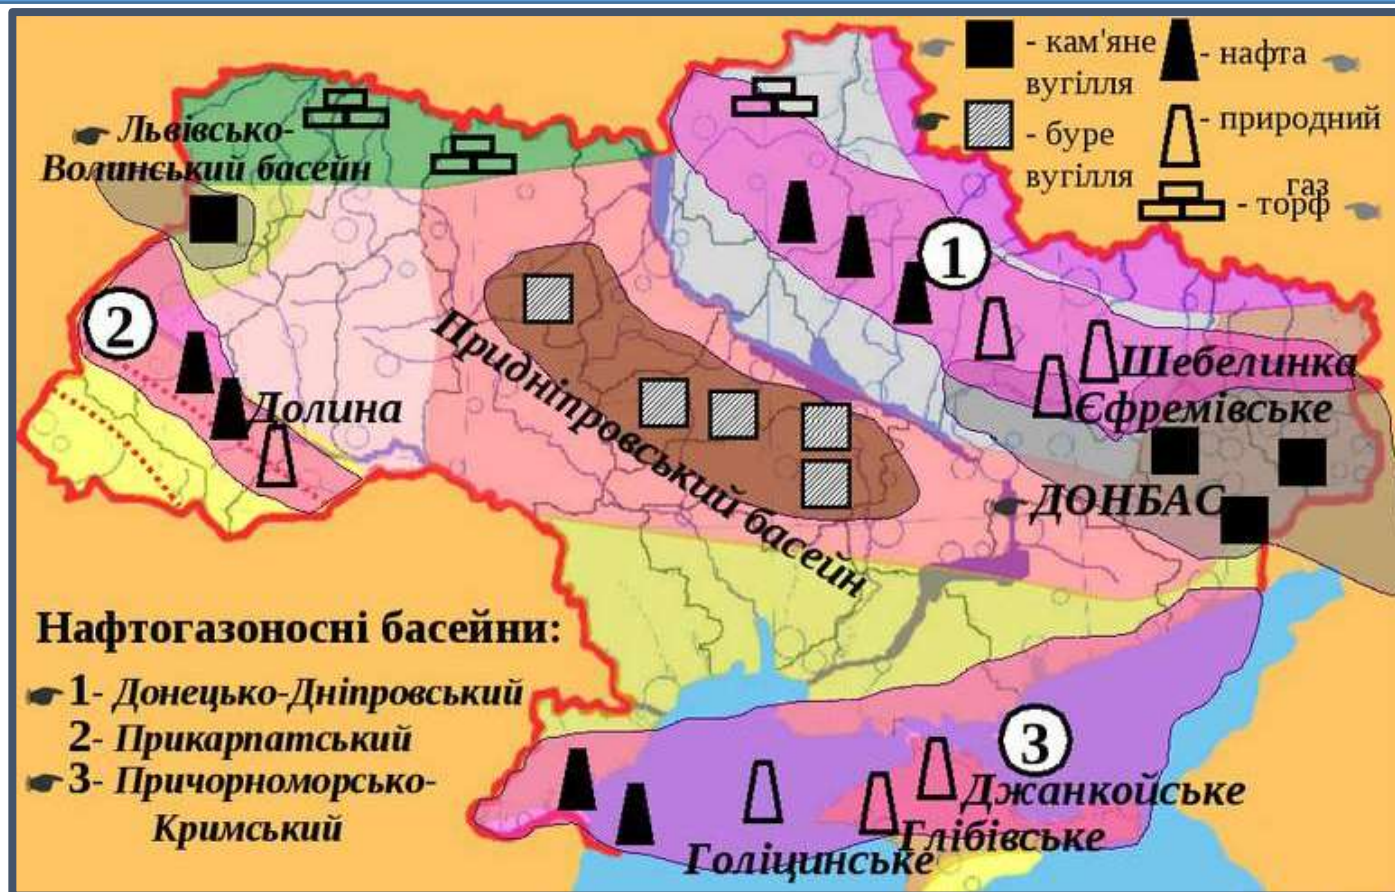 - кам'яне
вугілля
- нафта
- буре
вугілля
- природний
газ
- торф
Львівсько-
Волинський басейн
1
2
Долина
Придніпровський басейн
Шебелинка
Єфремівське
ДОНБАС
Нафтогазоносні басейни:
1- Донецько-Дніпровський
2- Прикарпатський
3- Причорноморсько-
Кримський
3
Джанкойське
Глібівське
Голіцинське